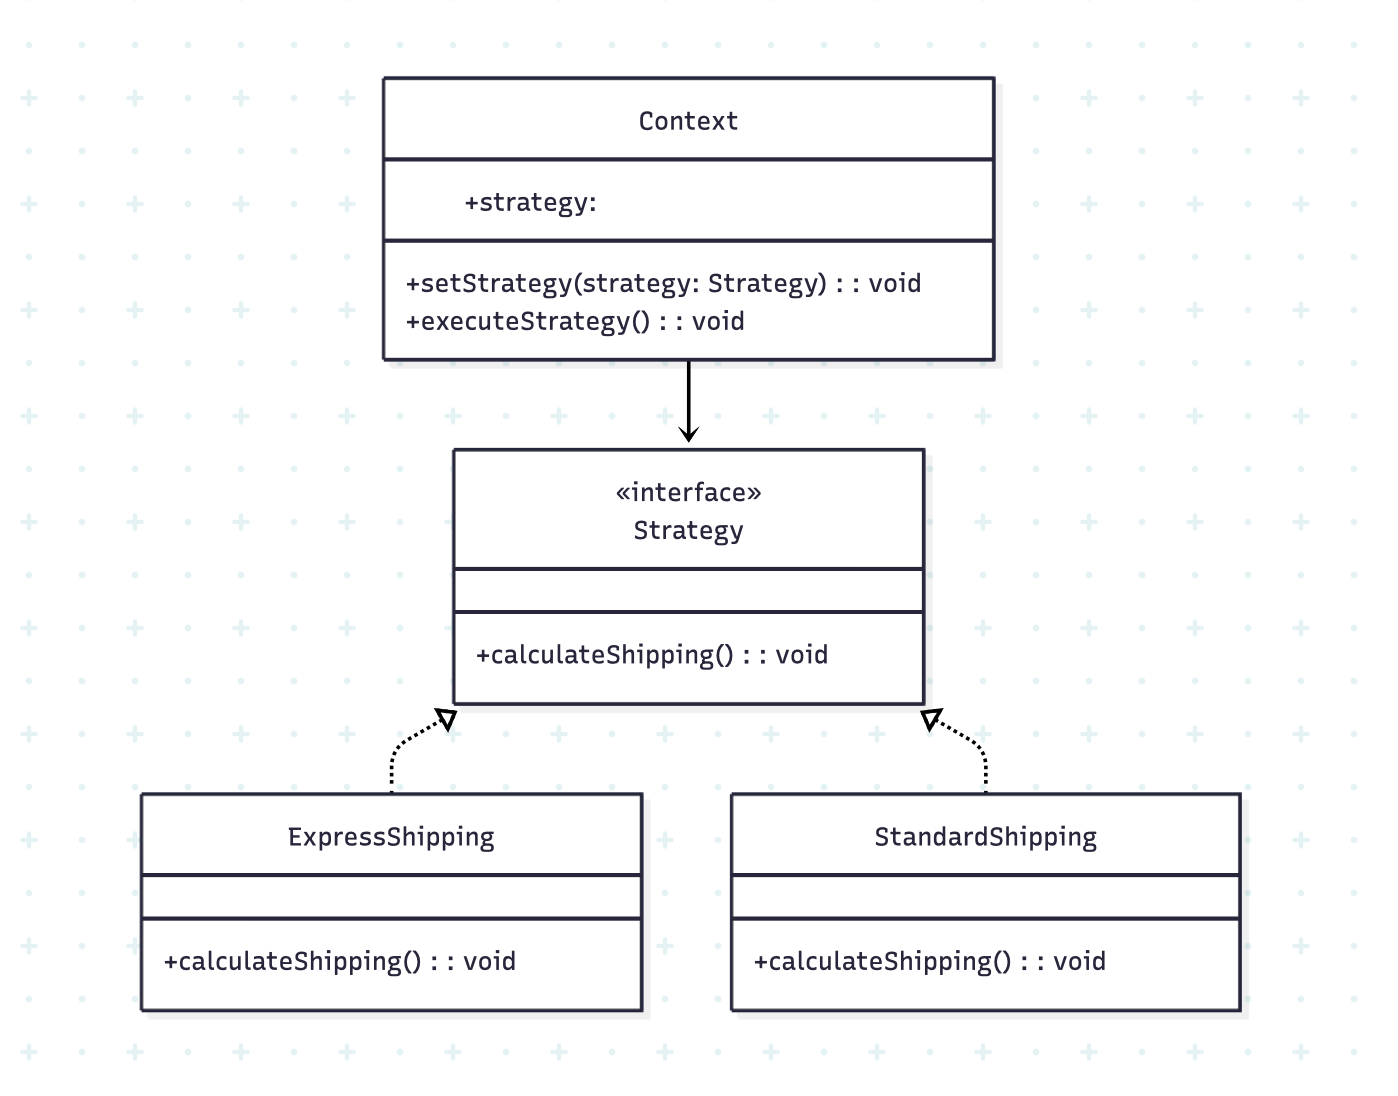 Context
+strategy:
+setStrategy(strategy: Strategy) : : void
+executeStrategy() : : void
«interface»
Strategy
+calculateShipping() : : void
ExpressShipping
+calculateShipping() : : void
StandardShipping
+calculateShipping() : : void